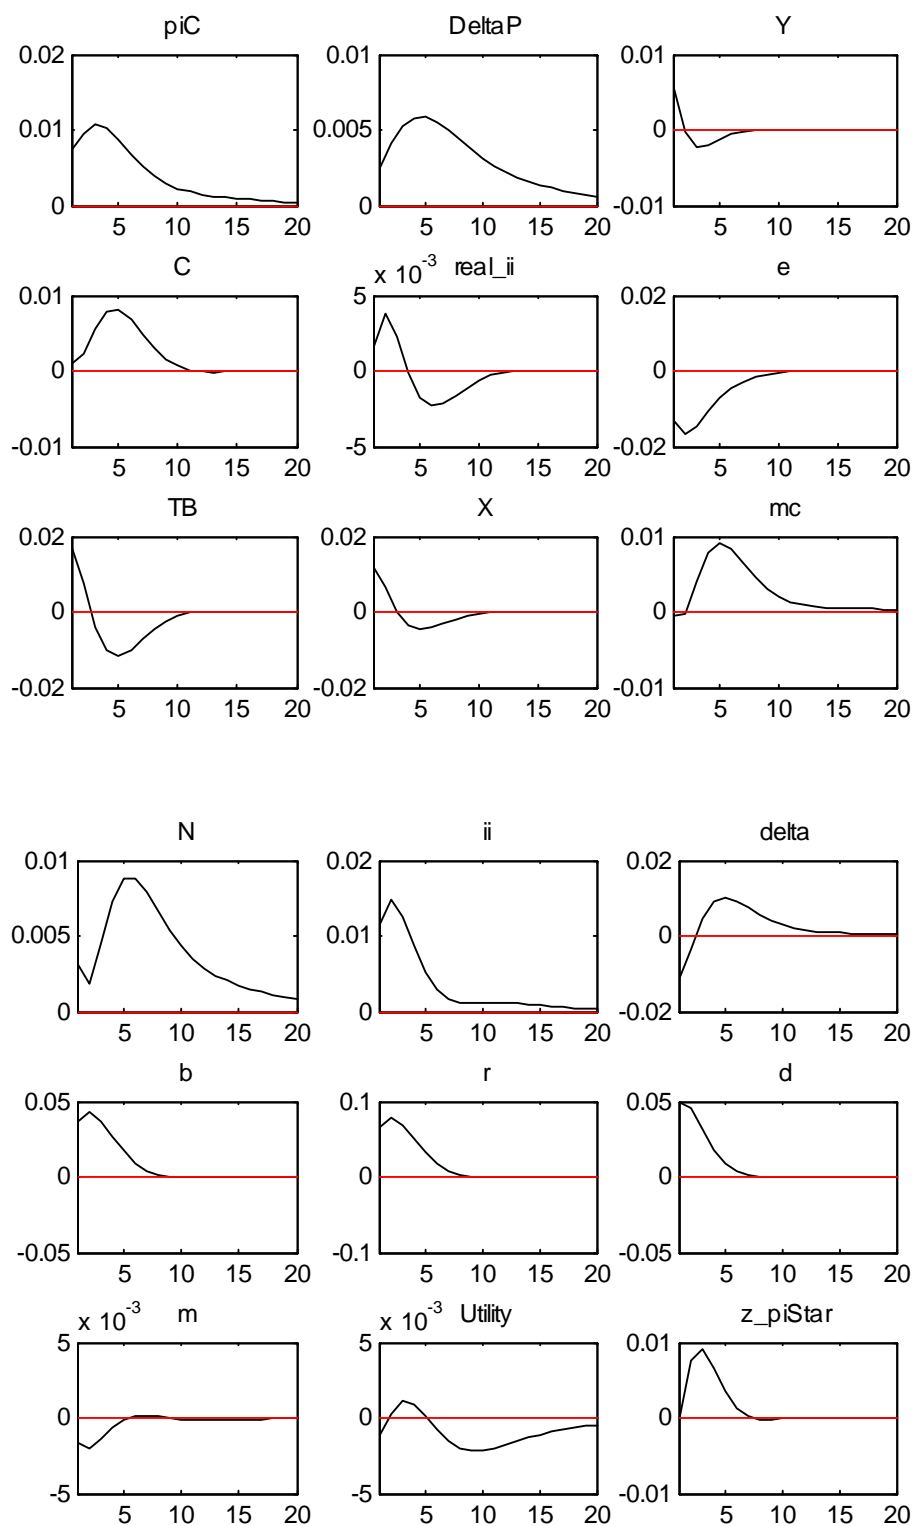 piC DeltaP Y
0.02 0.01 0.01
0.01 0.005 0
0 0 -0.01
5 10 15 20 5 10 15 20 5 10 15 20
C x 10^-3 real_ii e
0.01 5 0.02
0 0 0
-0.01 -5 -0.02
5 10 15 20 5 10 15 20 5 10 15 20
TB X mc
0.02 0.02 0.01
0 0 0
-0.02 -0.02 -0.01
5 10 15 20 5 10 15 20 5 10 15 20
N ii delta
0.01 0.02 0.02
0.005 0.01 0
0 0 -0.02
5 10 15 20 5 10 15 20 5 10 15 20
b r d
0.05 0.1 0.05
0 0 0
-0.05 -0.1 -0.05
5 10 15 20 5 10 15 20 5 10 15 20
x 10^-3 m x 10^-3 Utility z_piStar
5 5 0.01
0 0 0
-5 -5 -0.01
5 10 15 20 5 10 15 20 5 10 15 20